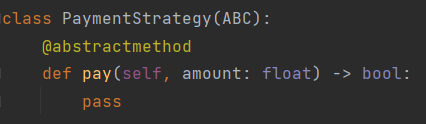 class PaymentStrategy(ABC):
    @abstractmethod
    def pay(self, amount: float) -> bool:
        pass